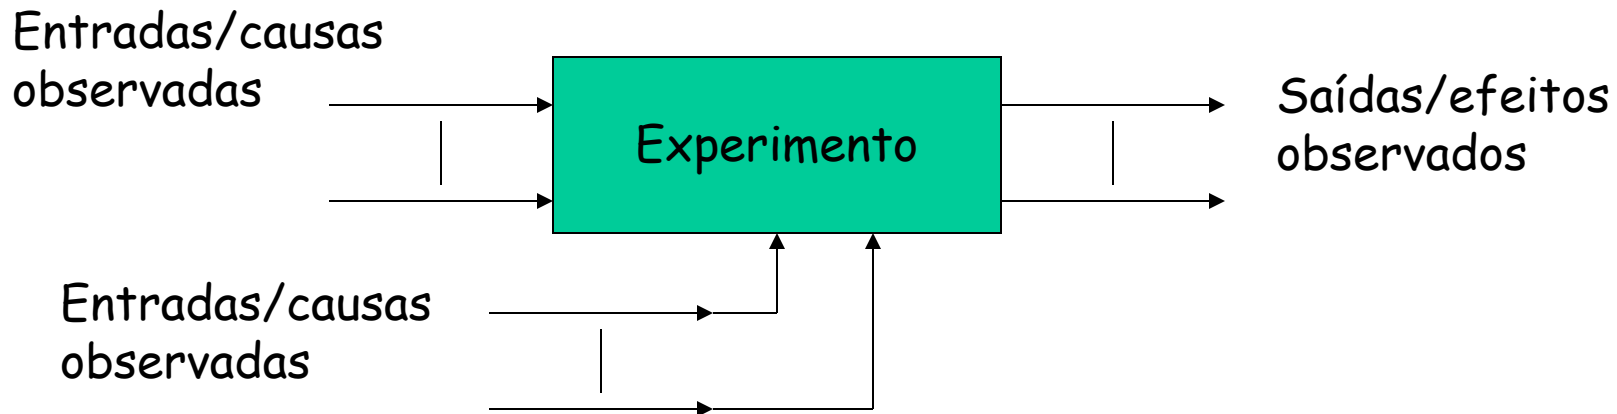 Entradas/causas
observadas
Experimento
Saídas/efeitos
observados
Entradas/causas
observadas